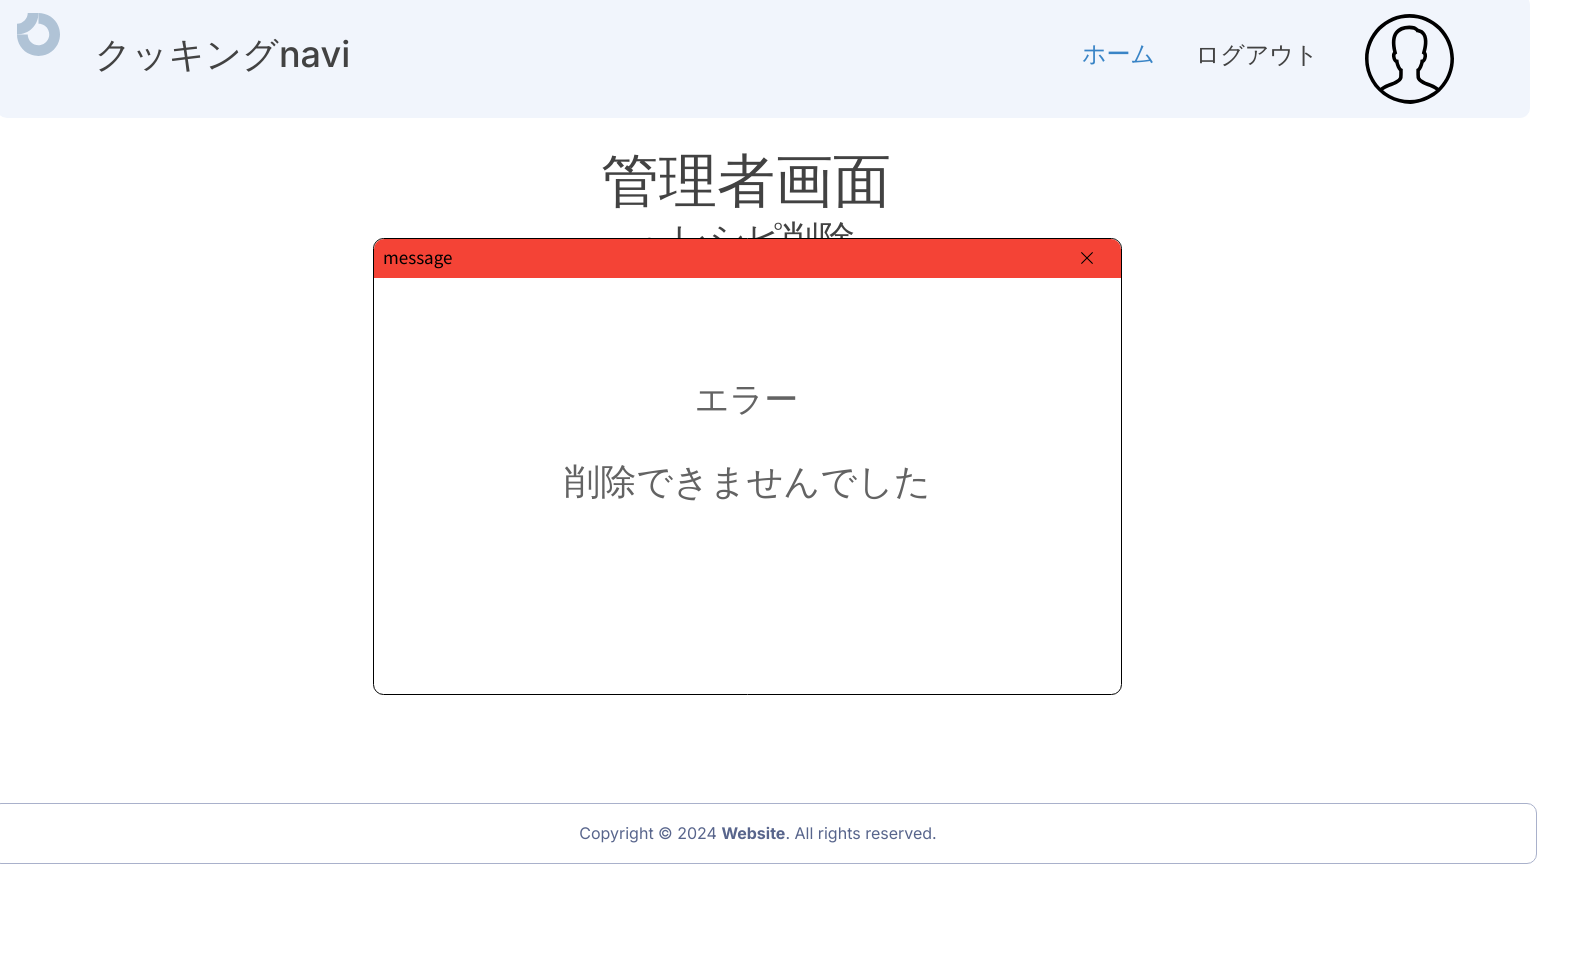 クッキングnavi
ホーム
ログアウト
管理者画面
レシピ削除
message
エラー
削除できませんでした
Copyright © 2024 Website. All rights reserved.